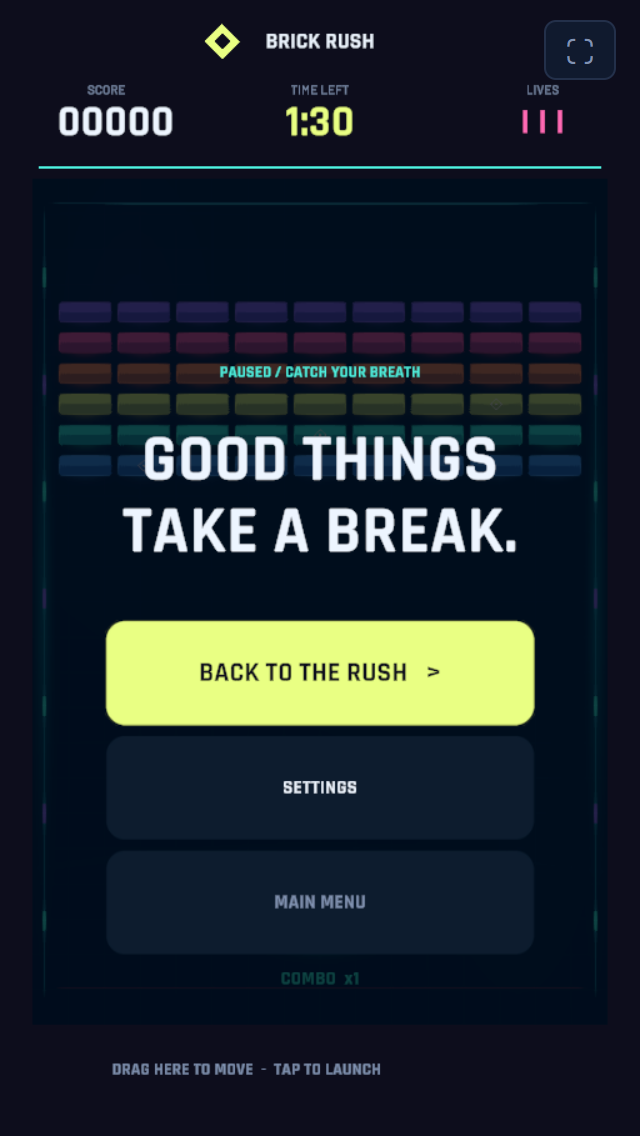 BRICK RUSH
SCORE
TIME LEFT
LIVES
00000
1:30
PAUSED / CATCH YOUR BREATH
GOOD THINGS
TAKE A BREAK.
BACK TO THE RUSH >
SETTINGS
MAIN MENU
COMBO x1
DRAG HERE TO MOVE - TAP TO LAUNCH